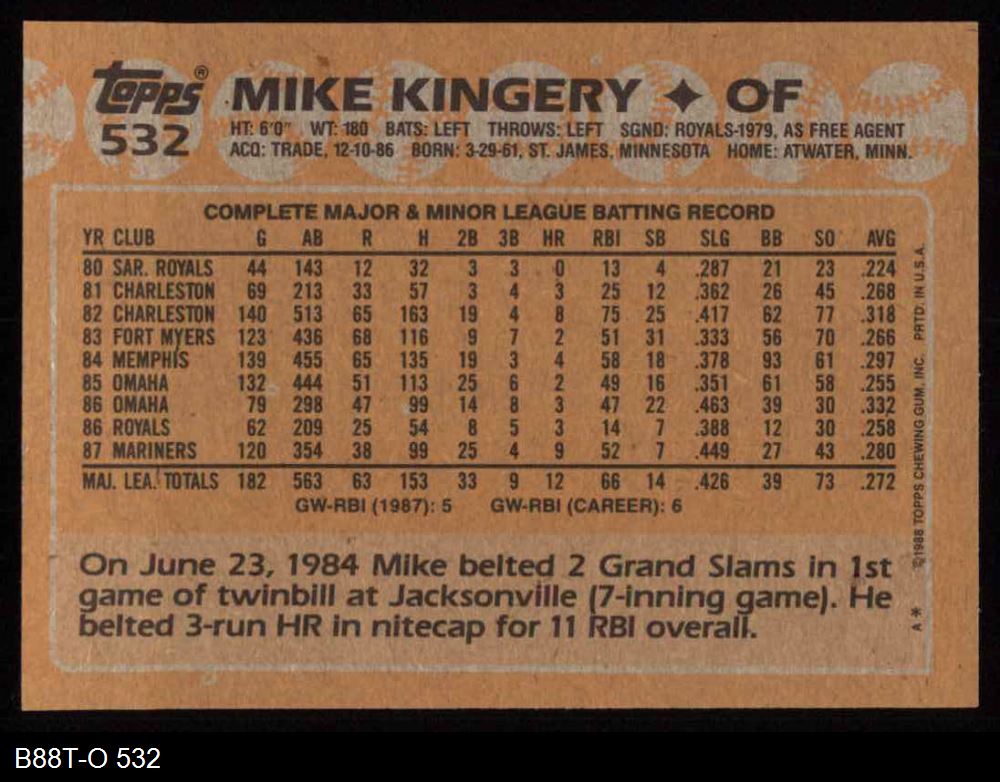 topps® MIKE KINGERY ✦ OF
532 HT: 6'0" WT: 180 BATS: LEFT THROWS: LEFT SGND: ROYALS-1979, AS FREE AGENT
ACQ: TRADE, 12-10-86 BORN: 3-29-61, ST. JAMES, MINNESOTA HOME: ATWATER, MINN.
COMPLETE MAJOR & MINOR LEAGUE BATTING RECORD
YR CLUB G AB R H 2B 3B HR RBI SB SLG BB SO AVG
80 SAR. ROYALS 44 143 12 32 3 3 0 13 4 .287 21 23 .224
81 CHARLESTON 69 213 33 57 3 4 3 25 12 .362 26 45 .268
82 CHARLESTON 140 513 65 163 19 4 8 75 25 .417 62 77 .318
83 FORT MYERS 123 436 68 116 9 7 2 51 31 .333 56 70 .266
84 MEMPHIS 139 455 65 135 19 3 4 58 18 .378 93 61 .297
85 OMAHA 132 444 51 113 25 6 2 49 16 .351 61 58 .255
86 OMAHA 79 298 47 99 14 8 3 47 22 .463 39 30 .332
86 ROYALS 62 209 25 54 8 5 3 14 7 .388 12 30 .258
87 MARINERS 120 354 38 99 25 4 9 52 7 .449 27 43 .280
MAJ. LEA. TOTALS 182 563 63 153 33 9 12 66 14 .426 39 73 .272
GW-RBI (1987): 5 GW-RBI (CAREER): 6
On June 23, 1984 Mike belted 2 Grand Slams in 1st
game of twinbill at Jacksonville (7-inning game). He
belted 3-run HR in nitecap for 11 RBI overall.
A* ©1988 TOPPS CHEWING GUM, INC. PRTD. IN U.S.A.
B88T-O 532